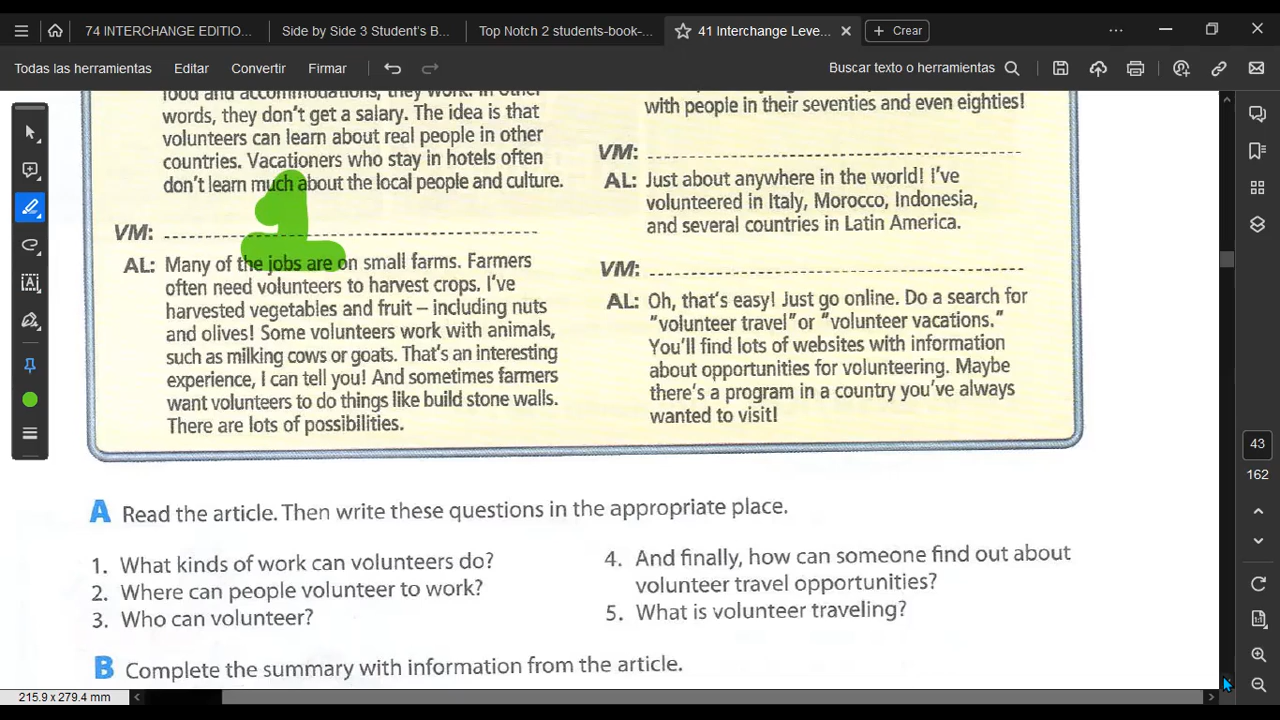 74 INTERCHANGE EDITIO...
Side by Side 3 Student's B...
Top Notch 2 students-book-...
41 Interchange Leve...
Crear
Todas las herramientas
Editar
Convertir
Firmar
Buscar texto o herramientas
food and accommodations, they work. In other
words, they don't get a salary. The idea is that
volunteers can learn about real people in other
countries. Vacationers who stay in hotels often
don't learn much about the local people and culture.
1
VM:
AL: Many of the jobs are on small farms. Farmers
often need volunteers to harvest crops. I've
harvested vegetables and fruit – including nuts
and olives! Some volunteers work with animals,
such as milking cows or goats. That's an interesting
experience, I can tell you! And sometimes farmers
want volunteers to do things like build stone walls.
There are lots of possibilities.
with people in their seventies and even eighties!
VM:
AL: Just about anywhere in the world! I've
volunteered in Italy, Morocco, Indonesia,
and several countries in Latin America.
VM:
AL: Oh, that's easy! Just go online. Do a search for
"volunteer travel" or "volunteer vacations."
You'll find lots of websites with information
about opportunities for volunteering. Maybe
there's a program in a country you've always
wanted to visit!
A Read the article. Then write these questions in the appropriate place.
1. What kinds of work can volunteers do?
2. Where can people volunteer to work?
3. Who can volunteer?
4. And finally, how can someone find out about
volunteer travel opportunities?
5. What is volunteer traveling?
B Complete the summary with information from the article.
43
162
1:1
215.9 x 279.4 mm